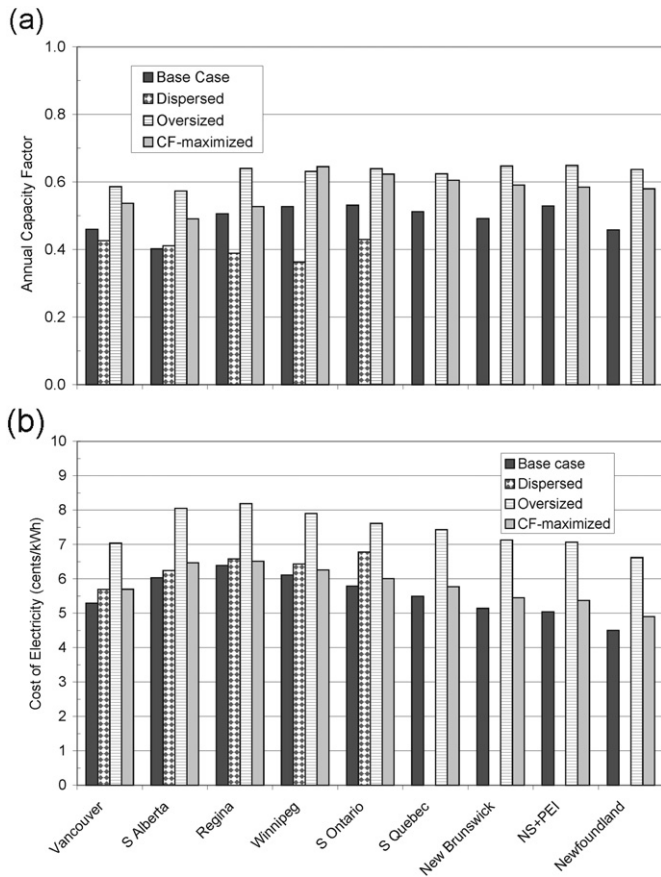 (a)
Annual Capacity Factor
1.0
0.8
0.6
0.4
0.2
0.0
Base Case
Dispersed
Oversized
CF-maximized
(b)
Cost of Electricity (cents/kWh)
10
9
8
7
6
5
4
3
2
1
0
Base case
Dispersed
Oversized
CF-maximized
Vancouver
S Alberta
Regina
Winnipeg
S Ontario
S Quebec
New Brunswick
NS+PEI
Newfoundland